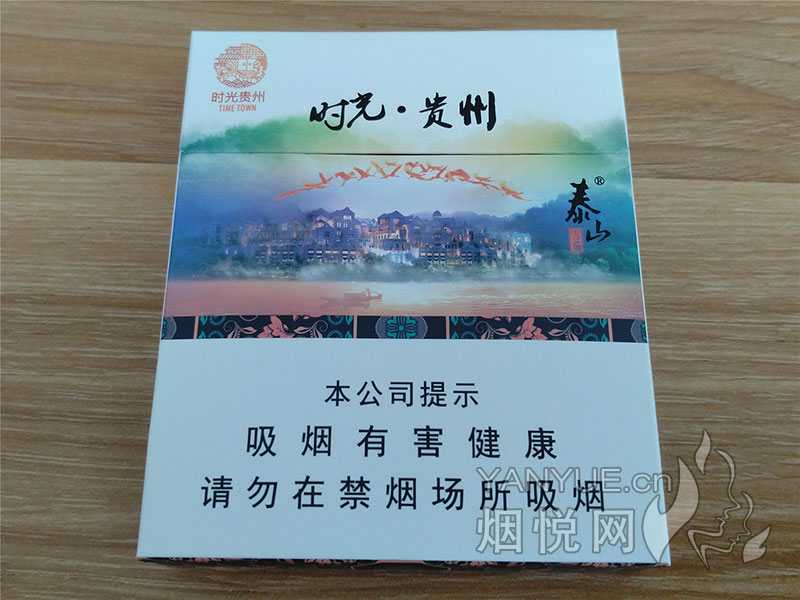 时光贵州
TIME TOWN
时光·贵州
泰山®
本公司提示
吸烟有害健康
请勿在禁烟场所吸烟
YANYUE.cn
烟悦网